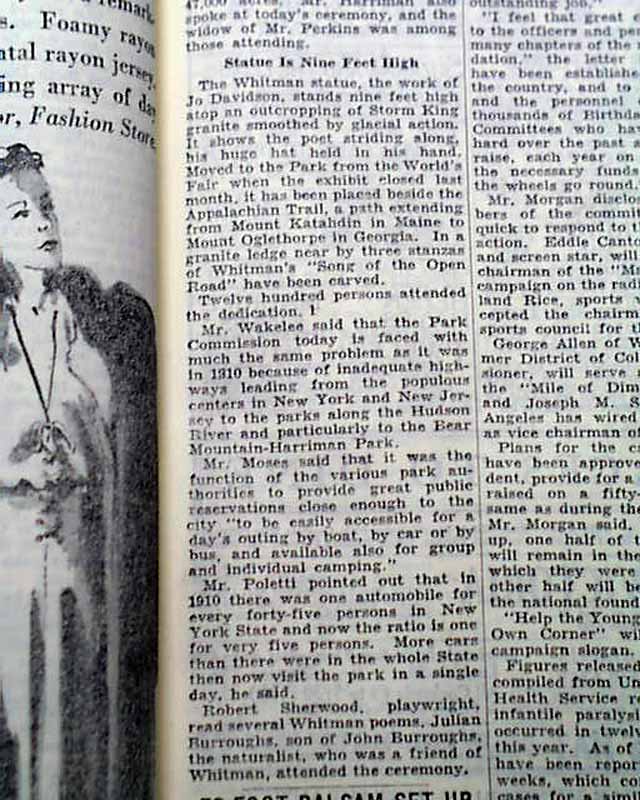 remark.
s. Foamy rayon
ntal rayon jersey
ing array of da
or, Fashion Store
47,000 acres, Mr. Harriman also
spoke at today's ceremony, and the
widow of Mr. Perkins was among
those attending.
Statue Is Nine Feet High
The Whitman statue, the work of
Jo Davidson, stands nine feet high
atop an outcropping of Storm King
granite smoothed by glacial action.
It shows the poet striding along,
his huge hat held in his hand.
Moved to the Park from the World's
Fair when the exhibit closed last
month, it has been placed beside the
Appalachian Trail, a path extending
from Mount Katahdin in Maine to
Mount Oglethorpe in Georgia. In a
granite ledge near by three stanzas
of Whitman's "Song of the Open
Road" have been carved.
Twelve hundred persons attended
the dedication.
Mr. Wakelee said that the Park
Commission today is faced with
much the same problem as it was
in 1910 because of inadequate high-
ways leading from the populous
centers in New York and New Jer-
sey to the parks along the Hudson
River and particularly to the Bear
Mountain-Harriman Park.
Mr. Moses said that it was the
function of the various park au-
thorities to provide great public
reservations close enough to the
city "to be easily accessible for a
day's outing by boat, by car or by
bus, and available also for group
and individual camping."
Mr. Poletti pointed out that in
1910 there was one automobile for
every forty-five persons in New
York State and now the ratio is one
for very five persons. More cars
than there were in the whole State
then now visit the park in a single
day, he said.
Robert Sherwood, playwright,
read several Whitman poems. Julian
Burroughs, son of John Burroughs,
the naturalist, who was a friend of
Whitman, attended the ceremony.
outstanding job,"
"I feel that great
to the officers and per
many chapters of the
dation," the letter
have been establishe
the country, and to
and the personnel
thousands of Birthda
Committees who ha
hard over the past s
raise, each year on
the necessary funds
the wheels go round.
Mr. Morgan disclos
bers of the commi
quick to respond to th
action. Eddie Canto
and screen star, will
chairman of the "M
campaign on the radi
land Rice, sports
cepted the chairm
sports council for th
George Allen of W
mer District of Col
sioner, will serve
the "Mile of Dim
and Joseph M. S
Angeles has wired
as vice chairman of
Plans for the c
have been approve
dent, provide for a
raised on a fifty-
same as during the
Mr. Morgan said.
up, one half of t
will remain in the
which they were
other half will be
the national found
"Help the Young
Own Corner" wil
campaign slogan.
Figures released
compiled from Un
Health Service re
infantile paralysi
occurred in twelv
this year. As of
have been repor
weeks, which co
cases for a simil